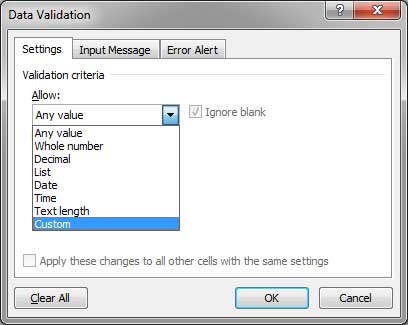 Data Validation
Settings Input Message Error Alert
Validation criteria
Allow:
Any value Ignore blank
Any value
Whole number
Decimal
List
Date
Time
Text length
Custom
Apply these changes to all other cells with the same settings
Clear All OK Cancel